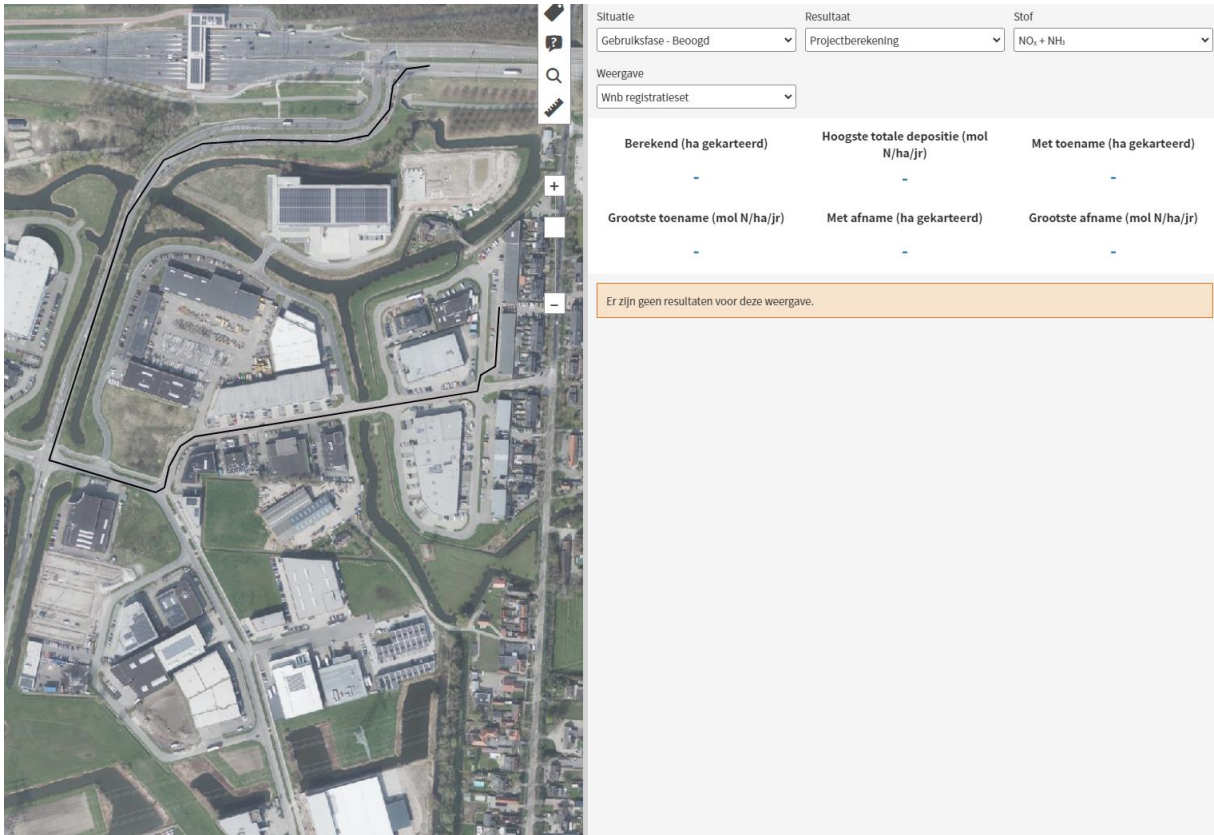 Situatie
Resultaat
Stof
Gebruiksfase - Beoogd
Projectberekening
NOₓ + NH₃
Weergave
Wnb registratieset
Berekend (ha gekarteerd)
Hoogste totale depositie (mol
N/ha/jr)
Met toename (ha gekarteerd)
-
-
-
Grootste toename (mol N/ha/jr)
Met afname (ha gekarteerd)
Grootste afname (mol N/ha/jr)
-
-
-
Er zijn geen resultaten voor deze weergave.
?
+
−